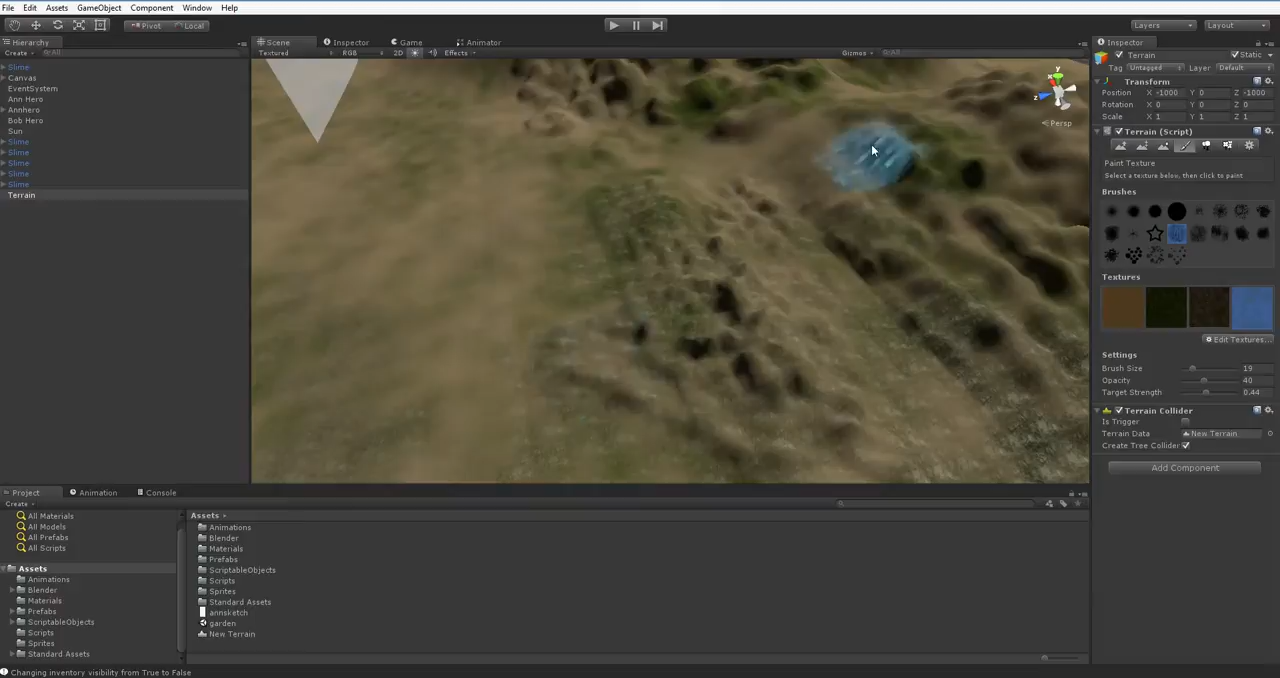 File Edit Assets GameObject Component Window Help
Pivot Local Layers Layout
Hierarchy Scene Inspector Game Animator Inspector
Create All Textured RGB 2D Effects Gizmos All
Terrain Static
Tag Untagged Layer Default
Transform
Position X -1000 Y 0 Z -1000
Rotation X 0 Y 0 Z 0
Scale X 1 Y 1 Z 1
Terrain (Script)
Paint Texture
Select a texture below, then click to paint
Brushes
Textures
Edit Textures...
Settings
Brush Size 19
Opacity 40
Target Strength 0.44
Terrain Collider
Is Trigger
Terrain Data New Terrain
Create Tree Collider
Add Component
Slime
Canvas
EventSystem
Ann Hero
Annhero
Bob Hero
Sun
Slime
Slime
Slime
Slime
Slime
Terrain
y
x
z
Persp
Project Animation Console
Create
All Materials
All Models
All Prefabs
All Scripts
Assets
Animations
Blender
Materials
Prefabs
ScriptableObjects
Scripts
Sprites
Standard Assets
Assets
Animations
Blender
Materials
Prefabs
ScriptableObjects
Scripts
Sprites
Standard Assets
annsketch
garden
New Terrain
Changing inventory visibility from True to False